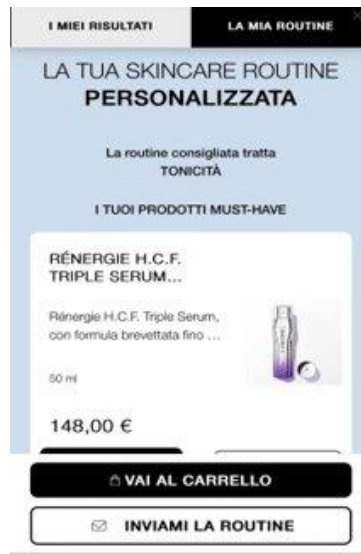 I MIEI RISULTATI
LA MIA ROUTINE
LA TUA SKINCARE ROUTINE
PERSONALIZZATA
La routine consigliata tratta
TONICITÀ
I TUOI PRODOTTI MUST-HAVE
RÉNERGIE H.C.F.
TRIPLE SERUM...
Rénergie H.C.F. Triple Serum,
con formula brevettata fino ...
50 ml
148,00 €
VAI AL CARRELLO
INVIAMI LA ROUTINE